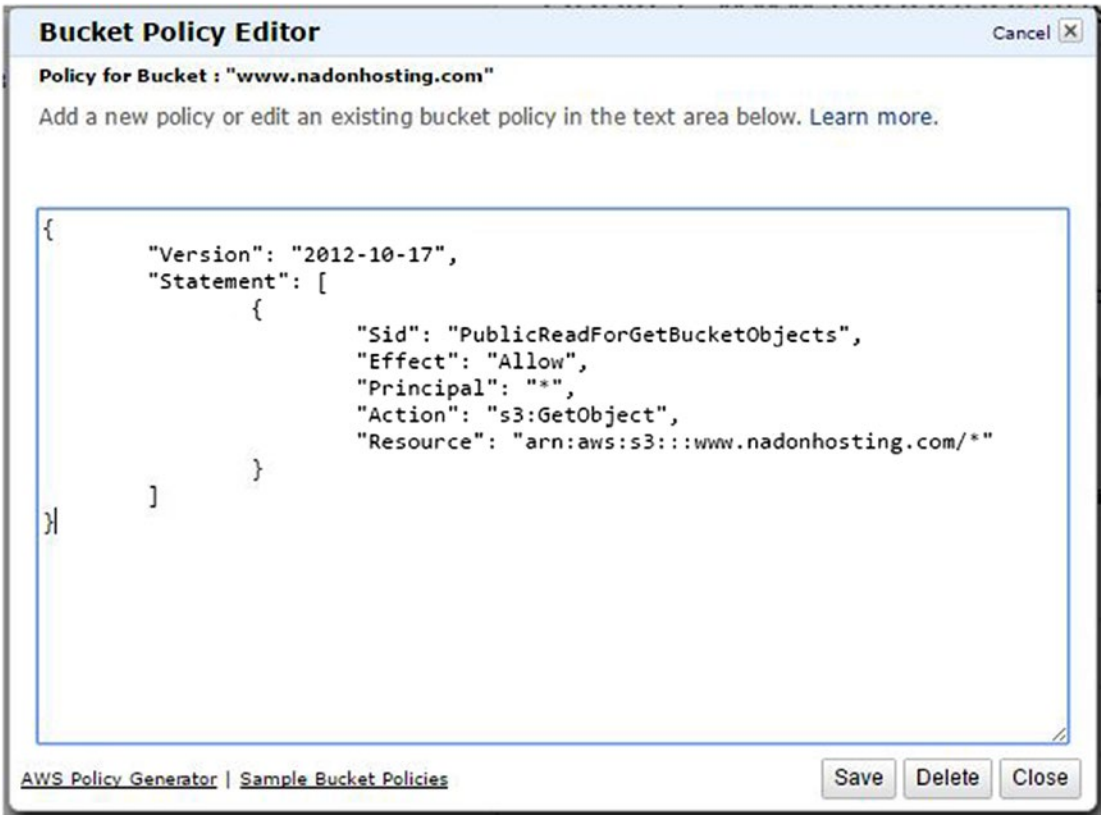 Bucket Policy Editor
Cancel
Policy for Bucket : "www.nadonhosting.com"
Add a new policy or edit an existing bucket policy in the text area below. Learn more.
{
"Version": "2012-10-17",
"Statement": [
{
"Sid": "PublicReadForGetBucketObjects",
"Effect": "Allow",
"Principal": "*",
"Action": "s3:GetObject",
"Resource": "arn:aws:s3:::www.nadonhosting.com/*"
}
]
}
AWS Policy Generator | Sample Bucket Policies
Save Delete Close